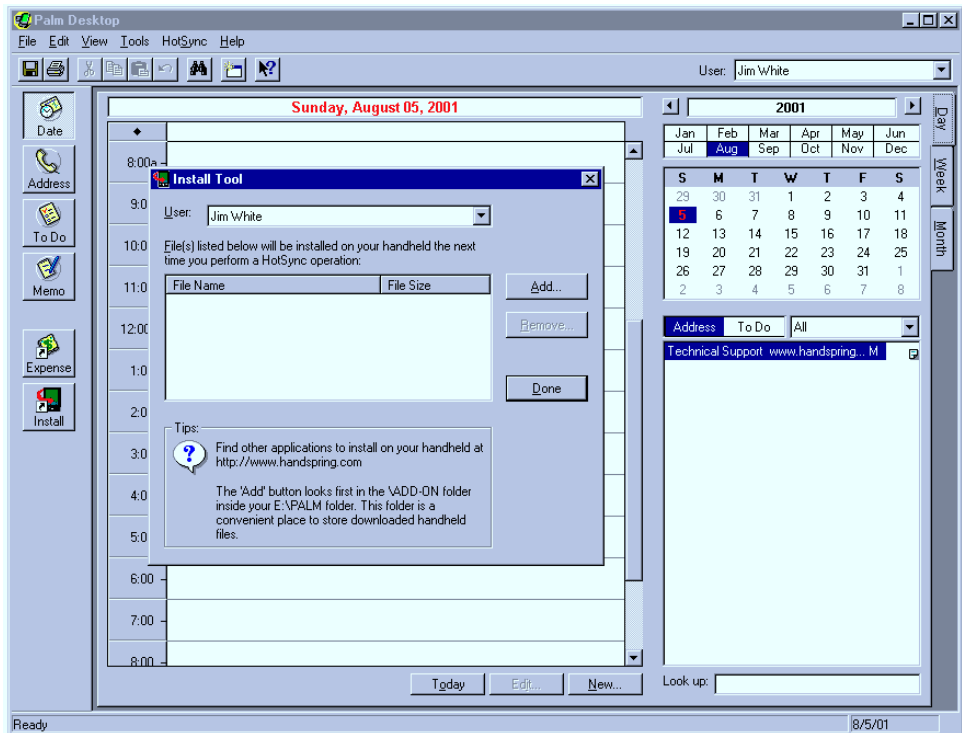 Palm Desktop
File Edit View Tools HotSync Help
User: Jim White
Date
Address
To Do
Memo
Expense
Install
Sunday, August 05, 2001
8:00a
9:0
10:0
11:0
12:00
1:0
2:0
3:0
4:0
5:0
6:00
7:00
8:00
Install Tool
User: Jim White
File(s) listed below will be installed on your handheld the next
time you perform a HotSync operation:
File Name File Size
Add...
Remove...
Done
Tips:
Find other applications to install on your handheld at
http://www.handspring.com
The 'Add' button looks first in the \ADD-ON folder
inside your E:\PALM folder. This folder is a
convenient place to store downloaded handheld
files.
Today Edit... New...
2001
Jan Feb Mar Apr May Jun
Jul Aug Sep Oct Nov Dec
S M T W T F S
29 30 31 1 2 3 4
5 6 7 8 9 10 11
12 13 14 15 16 17 18
19 20 21 22 23 24 25
26 27 28 29 30 31 1
2 3 4 5 6 7 8
Address To Do All
Technical Support www.handspring... M
Look up:
Day
Week
Month
Ready 8/5/01